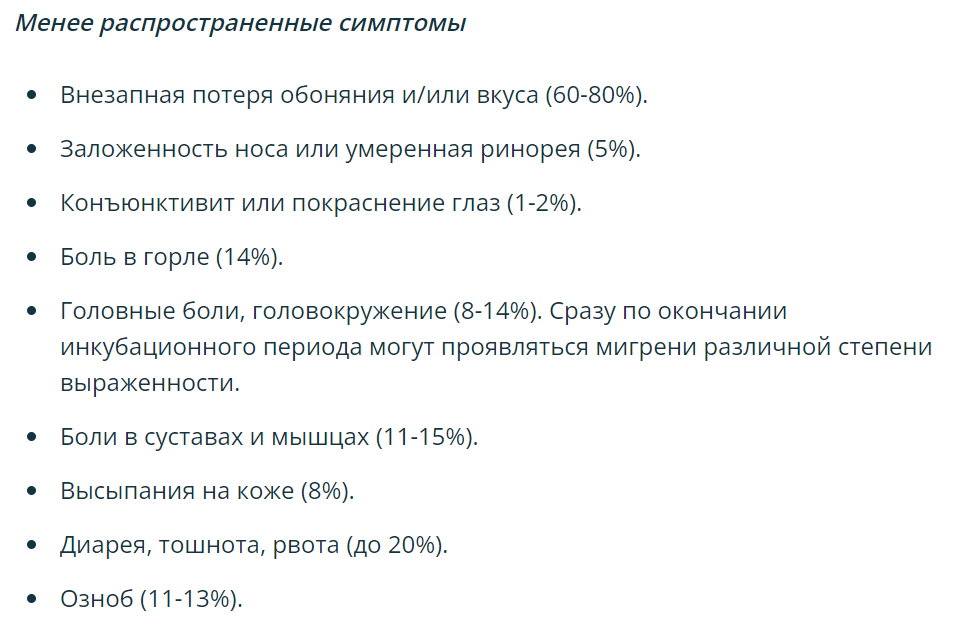 Менее распространенные симптомы
• Внезапная потеря обоняния и/или вкуса (60-80%).
• Заложенность носа или умеренная ринорея (5%).
• Конъюнктивит или покраснение глаз (1-2%).
• Боль в горле (14%).
• Головные боли, головокружение (8-14%). Сразу по окончании
инкубационного периода могут проявляться мигрени различной степени
выраженности.
• Боли в суставах и мышцах (11-15%).
• Высыпания на коже (8%).
• Диарея, тошнота, рвота (до 20%).
• Озноб (11-13%).